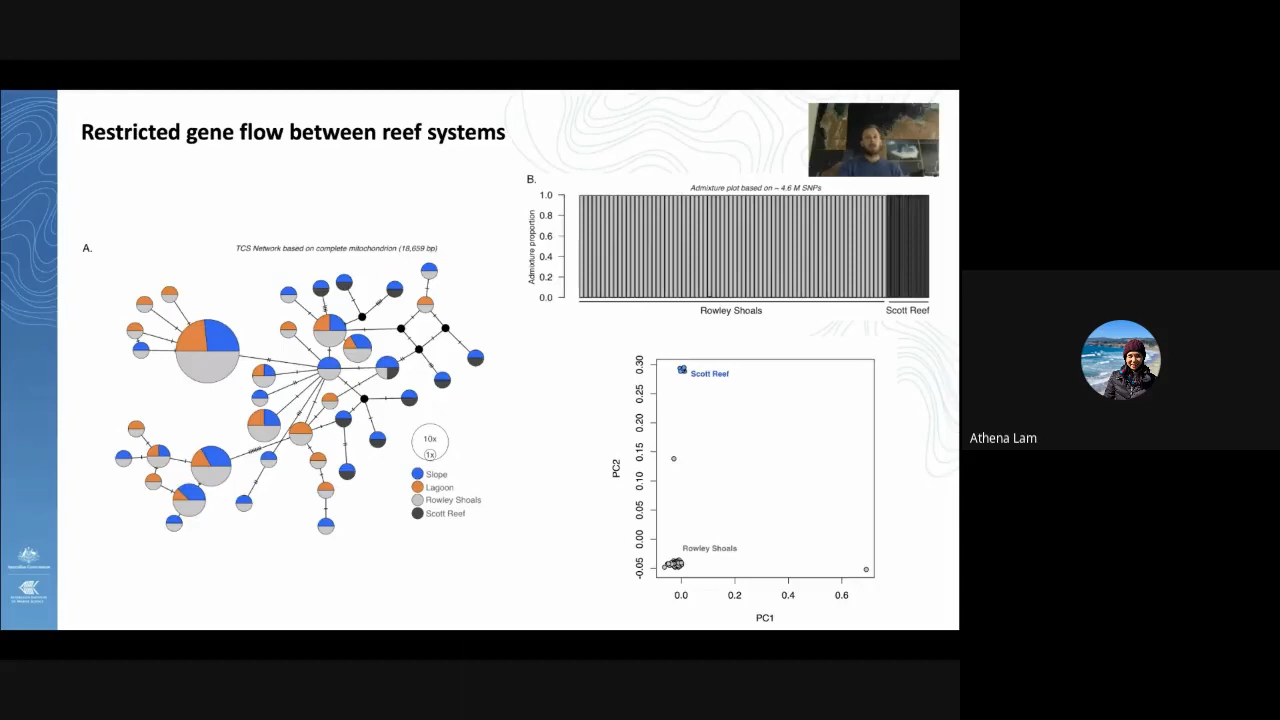 Restricted gene flow between reef systems
A.
TCS Network based on complete mitochondrion (18,659 bp)
10x
1x
Slope
Lagoon
Rowley Shoals
Scott Reef
B.
Admixture plot based on ~ 4.6 M SNPs
Admixture proportion
1.0
0.8
0.6
0.4
0.2
0.0
Rowley Shoals
Scott Reef
PC2
0.30
0.25
0.20
0.15
0.10
0.05
0.00
-0.05
Scott Reef
Rowley Shoals
0.0
0.2
0.4
0.6
PC1
Australian Government
Athena Lam